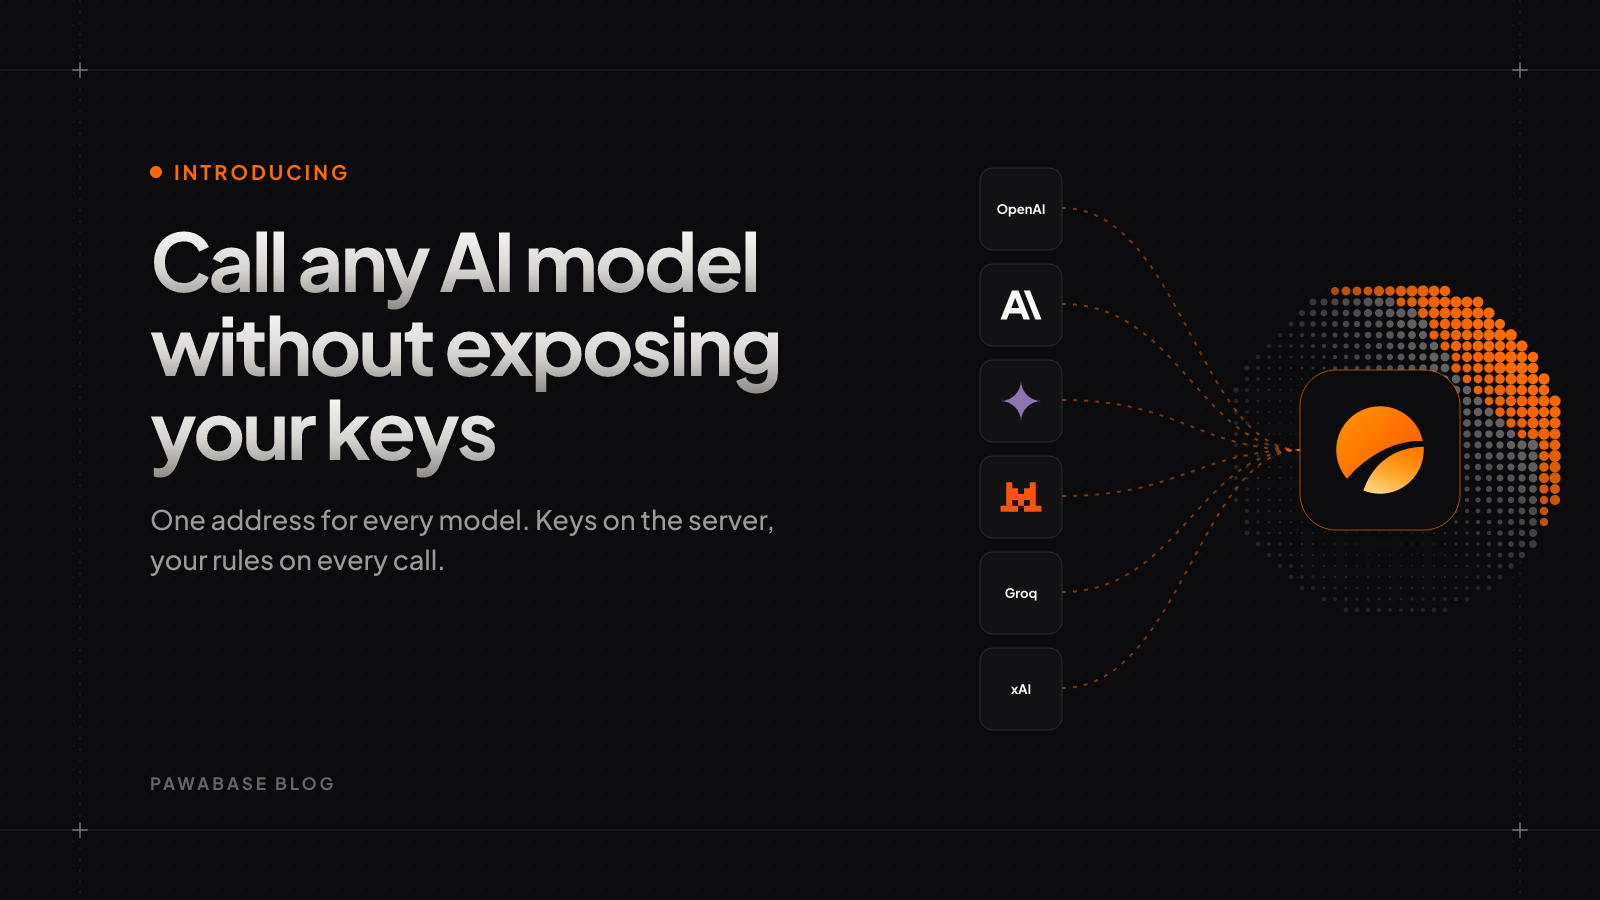 INTRODUCING
Call any AI model
without exposing
your keys
One address for every model. Keys on the server,
your rules on every call.
PAWABASE BLOG
OpenAI
Groq
xAI